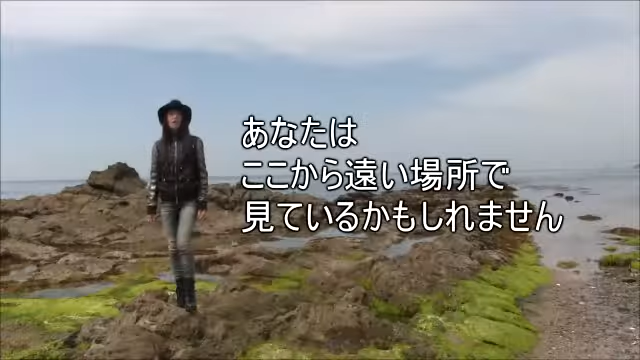 あなたは
ここから遠い場所で
見ているかもしれません